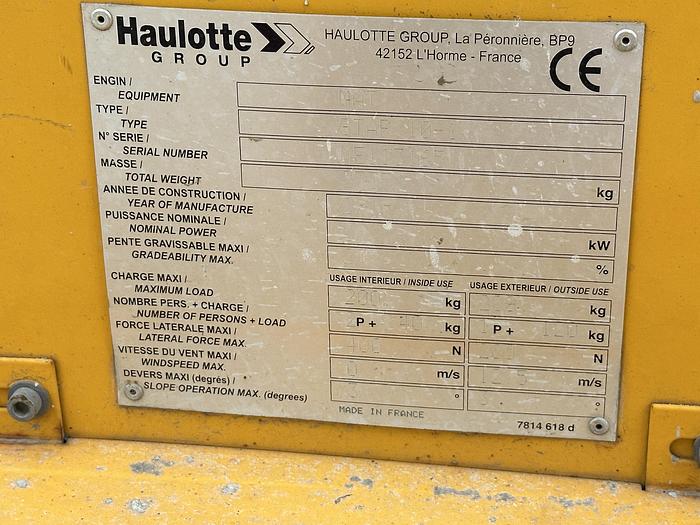 Haulotte
GROUP
HAULOTTE GROUP, La Péronnière, BP9
42152 L'Horme - France
CE
ENGIN /
EQUIPMENT
TYPE /
TYPE
N° SERIE /
SERIAL NUMBER
MASSE /
TOTAL WEIGHT
kg
ANNEE DE CONSTRUCTION /
YEAR OF MANUFACTURE
PUISSANCE NOMINALE /
NOMINAL POWER
kW
PENTE GRAVISSABLE MAXI /
GRADEABILITY MAX.
%
USAGE INTERIEUR / INSIDE USE
USAGE EXTERIEUR / OUTSIDE USE
CHARGE MAXI /
MAXIMUM LOAD
kg kg
NOMBRE PERS. + CHARGE /
NUMBER OF PERSONS + LOAD
P + kg P + kg
FORCE LATERALE MAXI /
LATERAL FORCE MAX.
N N
VITESSE DU VENT MAXI /
WINDSPEED MAX.
m/s m/s
DEVERS MAXI (degrés) /
SLOPE OPERATION MAX. (degrees)
° °
MADE IN FRANCE
7814 618 d